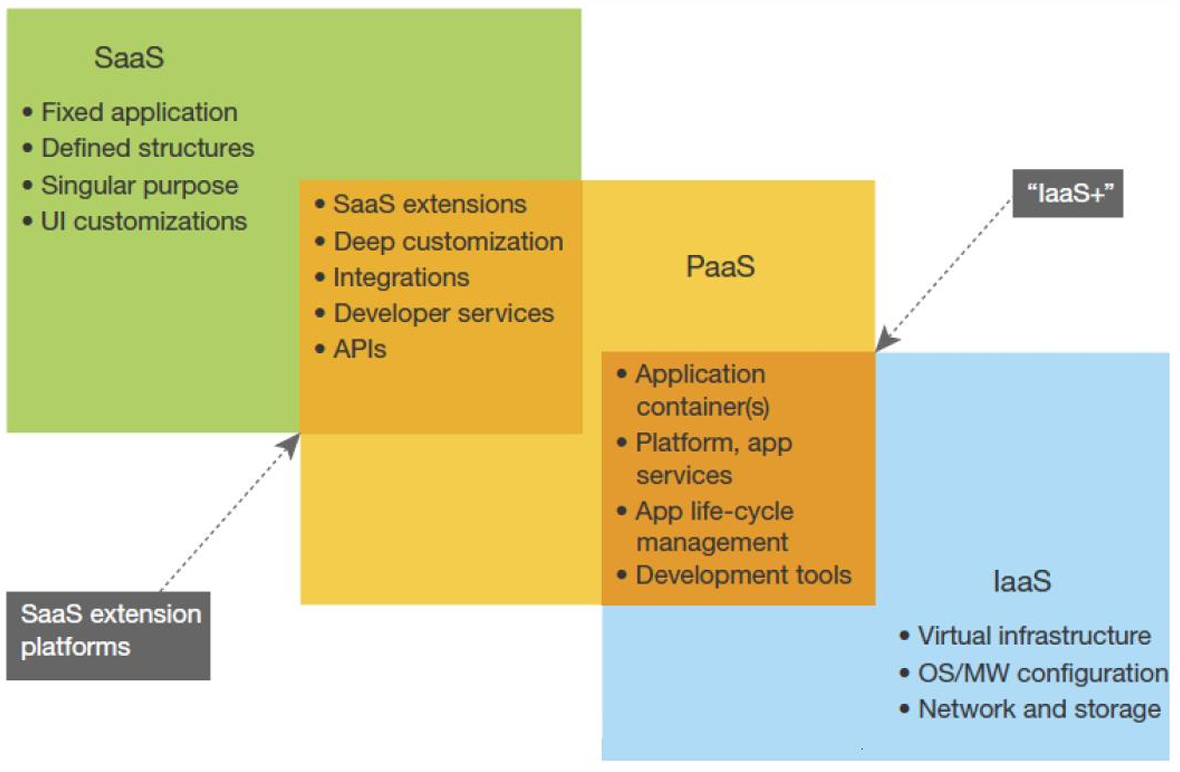 SaaS
• Fixed application
• Defined structures
• Singular purpose
• UI customizations
• SaaS extensions
• Deep customization
• Integrations
• Developer services
• APIs
PaaS
“IaaS+”
• Application
container(s)
• Platform, app
services
• App life-cycle
management
• Development tools
SaaS extension
platforms
IaaS
• Virtual infrastructure
• OS/MW configuration
• Network and storage